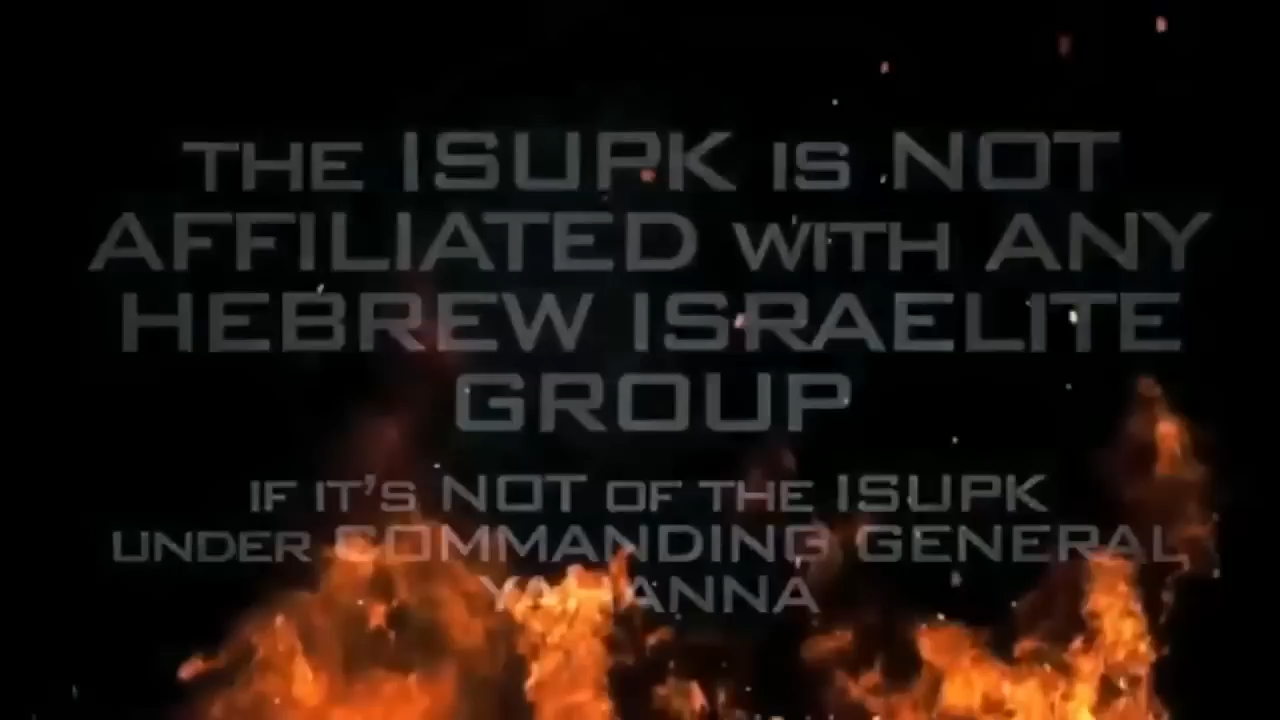 THE ISUPK IS NOT
AFFILIATED WITH ANY
HEBREW ISRAELITE
GROUP
IF IT'S NOT OF THE ISUPK
UNDER COMMANDING GENERAL
YAHANNA